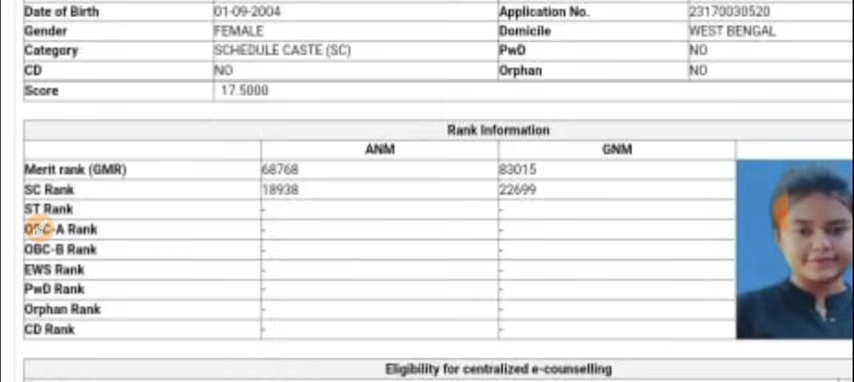 Date of Birth 01-09-2004 Application No. 23170030520
Gender FEMALE Domicile WEST BENGAL
Category SCHEDULE CASTE (SC) PwD NO
CD NO Orphan NO
Score 17.5000
Rank Information
ANM GNM
Merit rank (GMR) 68768 83015
SC Rank 18938 22699
ST Rank - -
A Rank - -
OBC-B Rank - -
EWS Rank - -
PwD Rank - -
Orphan Rank - -
CD Rank - -
Eligibility for centralized e-counselling